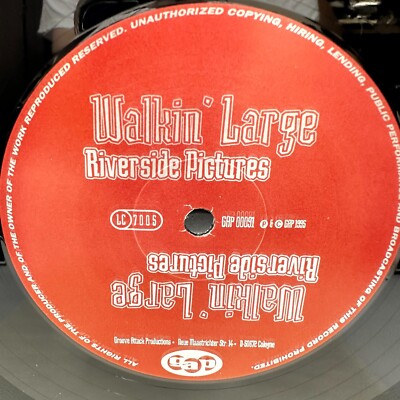 ALL RIGHTS OF THE PRODUCER AND OF THE OWNER OF THE WORK REPRODUCED RESERVED. UNAUTHORIZED COPYING, HIRING, LENDING, PUBLIC PERFORMANCE AND BROADCASTING OF THIS RECORD PROHIBITED.
Walkin' Large
Riverside Pictures
LC 7005
GAP 00091
℗ & © GAP 1995
Walkin' Large
Riverside Pictures
Groove Attack Productions - Neue Maastrichter Str. 14 - D-50672 Cologne
gap